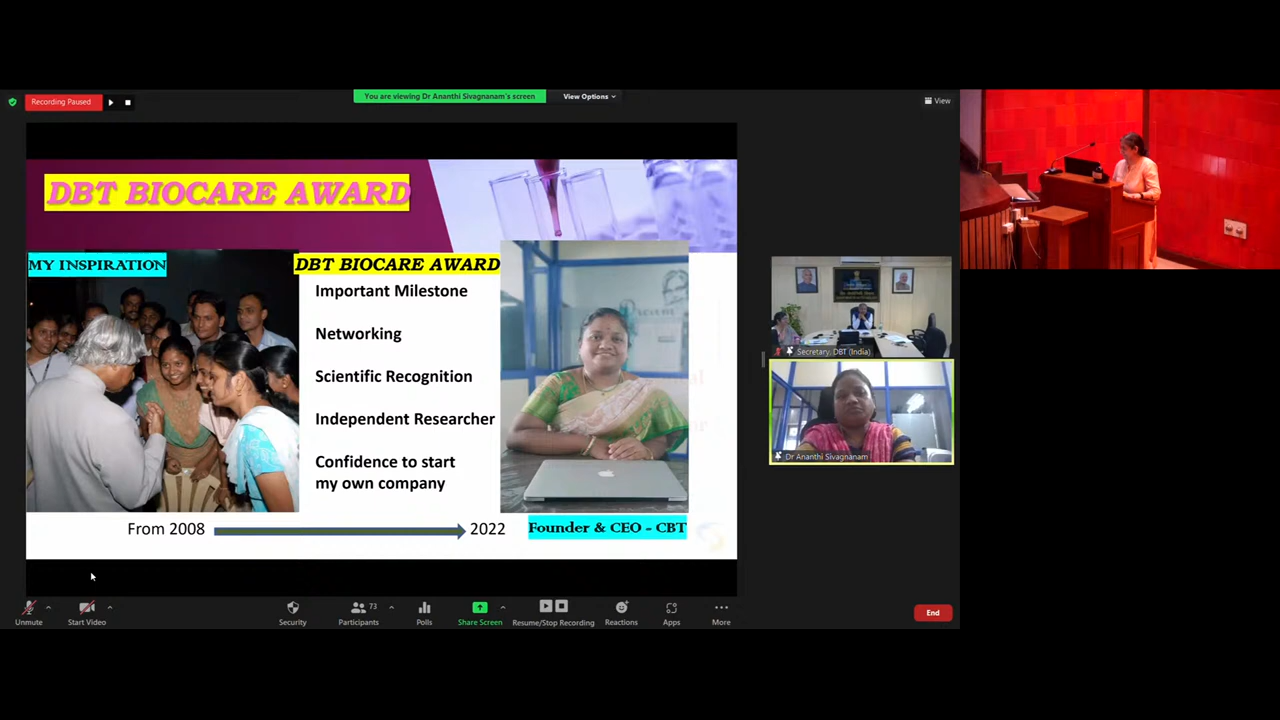 Recording Paused
You are viewing Dr Ananthi Sivagnanam's screen
View Options
View
DBT BIOCARE AWARD
MY INSPIRATION
DBT BIOCARE AWARD
Important Milestone
Networking
Scientific Recognition
Independent Researcher
Confidence to start
my own company
From 2008
2022
Founder & CEO - CBT
Secretary, DBT (India)
Dr Ananthi Sivagnanam
Unmute
Start Video
Security
73
Participants
Polls
Share Screen
Resume/Stop Recording
Reactions
Apps
More
End